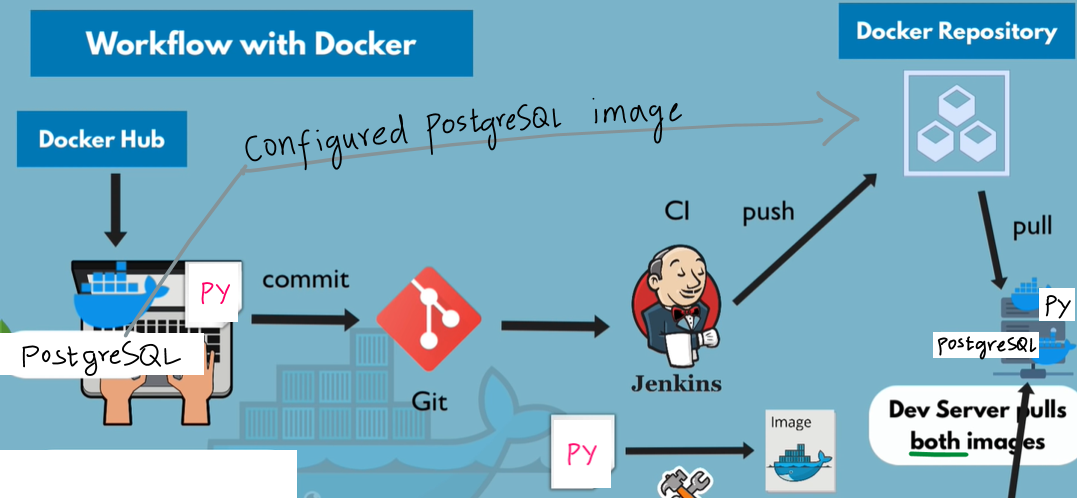 Workflow with Docker
Docker Repository
Docker Hub
Configured PostgreSQL image
CI
push
pull
PY
commit
PY
PostgreSQL
PostgreSQL
Jenkins
Git
Dev Server pulls
both images
PY
Image